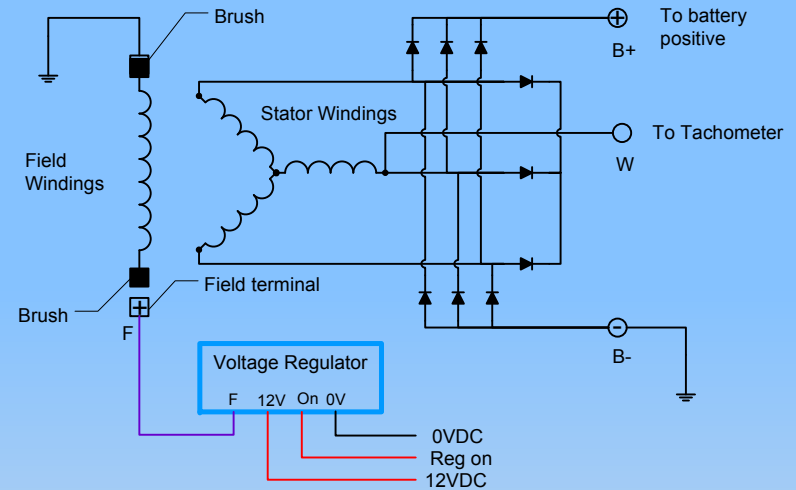 Brush
To battery
positive
B+
Stator Windings
To Tachometer
W
Field
Windings
Field terminal
Brush
F
B-
Voltage Regulator
F 12V On 0V
0VDC
Reg on
12VDC